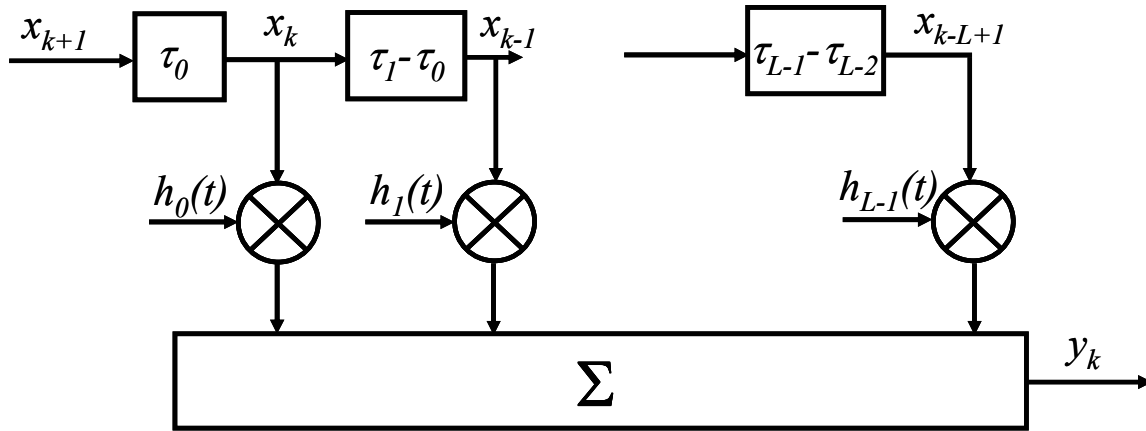 x_{k+1} τ_0 x_k τ_1-τ_0 x_{k-1} τ_{L-1}-τ_{L-2} x_{k-L+1}
h_0(t) h_1(t) h_{L-1}(t)
Σ y_k